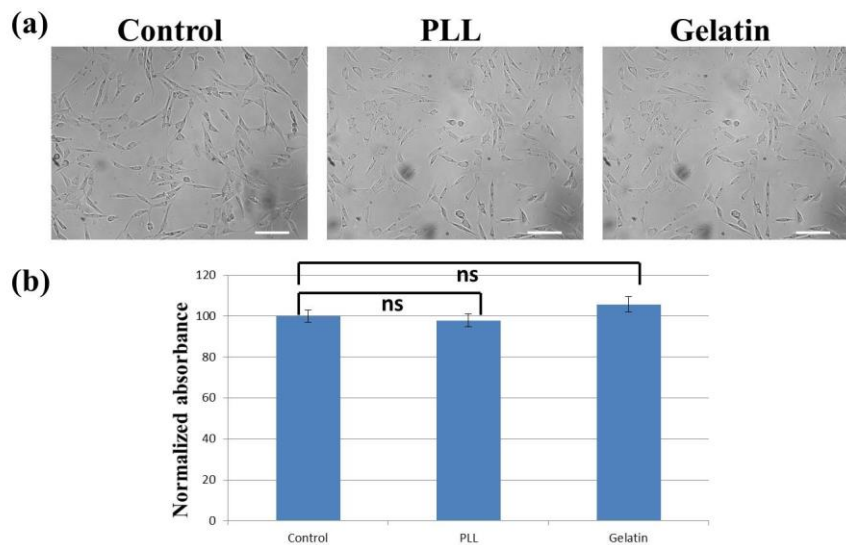 (a)
Control PLL Gelatin
(b)
ns
ns
Normalized absorbance
120
100
80
60
40
20
0
Control PLL Gelatin